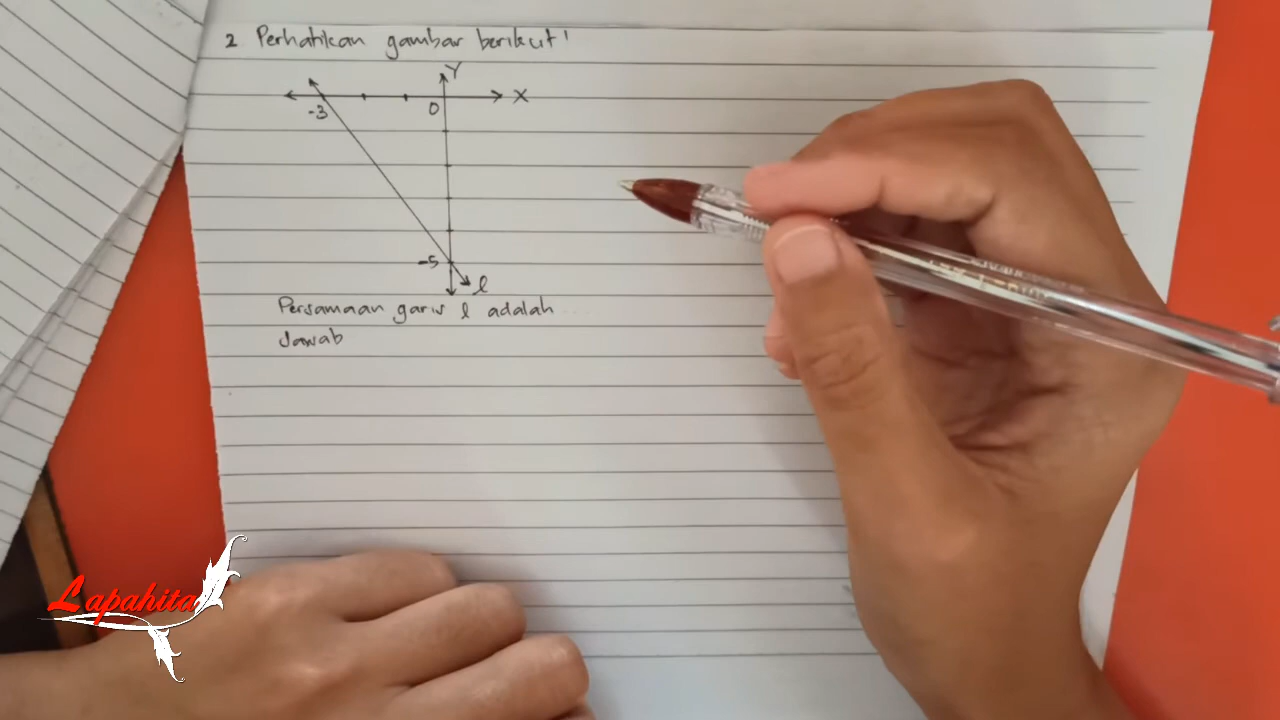 2 Perhatikan gambar berikut!
Y
X
-3
0
-5
l
Persamaan garis l adalah
Jawab
Lapahita